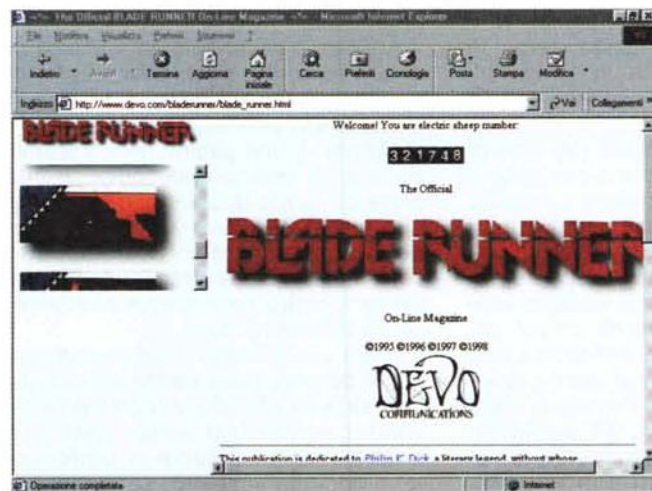 The Official BLADE RUNNER On-Line Magazine - Microsoft Internet Explorer
File Modifica Visualizza Preferiti Strumenti ?
Indietro Avanti Termina Aggiorna Pagina iniziale Cerca Preferiti Cronologia Posta Stampa Modifica
Indirizzo http://www.devo.com/bladerunner/blade_runner.html Vai Collegamenti
BLADE RUNNER
Welcome! You are electric sheep number:
321748
The Official
BLADE RUNNER
On-Line Magazine
©1995 ©1996 ©1997 ©1998
DEVO
COMMUNICATIONS
This publication is dedicated to Philip K. Dick, a literary legend, without whose
Operazione completata Internet